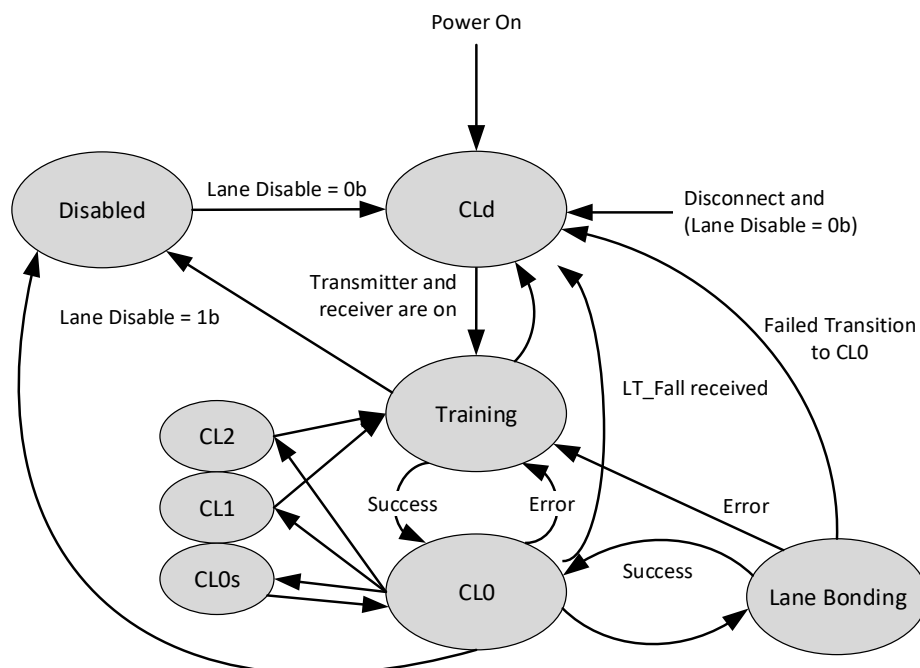 Power On
Lane Disable = 0b
Disabled
CLd
Disconnect and
(Lane Disable = 0b)
Transmitter and
receiver are on
Lane Disable = 1b
Failed Transition
to CL0
LT_Fall received
Training
CL2
CL1
Success
Error
Error
CL0s
CL0
Success
Lane Bonding